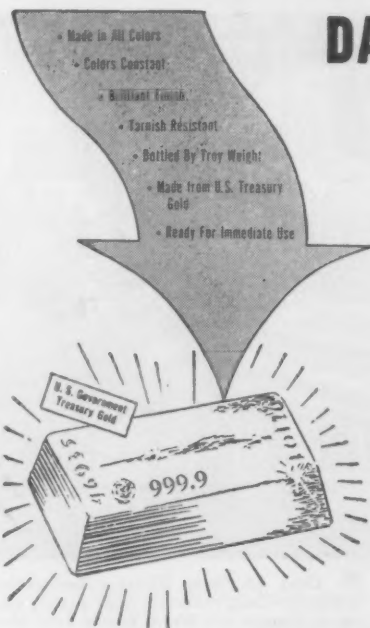 DA
• Made in All Colors
• Colors Constant
• Brilliant Finish
• Tarnish Resistant
• Bottled By Troy Weight
• Made from U.S. Treasury
Gold
• Ready For Immediate Use
U. S. Government
Treasury Gold
999.9